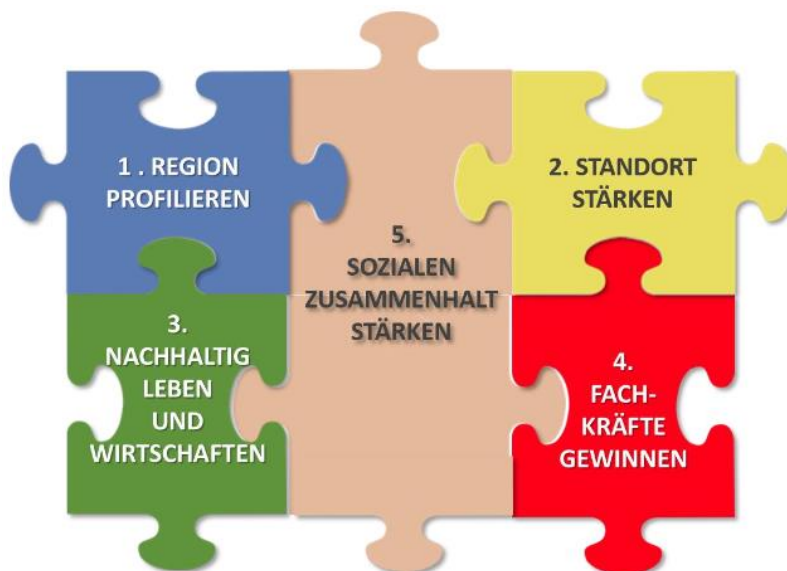 1 . REGION
PROFILIEREN
2. STANDORT
STÄRKEN
3.
NACHHALTIG
LEBEN
UND
WIRTSCHAFTEN
4.
FACH-
KRÄFTE
GEWINNEN
5.
SOZIALEN
ZUSAMMENHALT
STÄRKEN